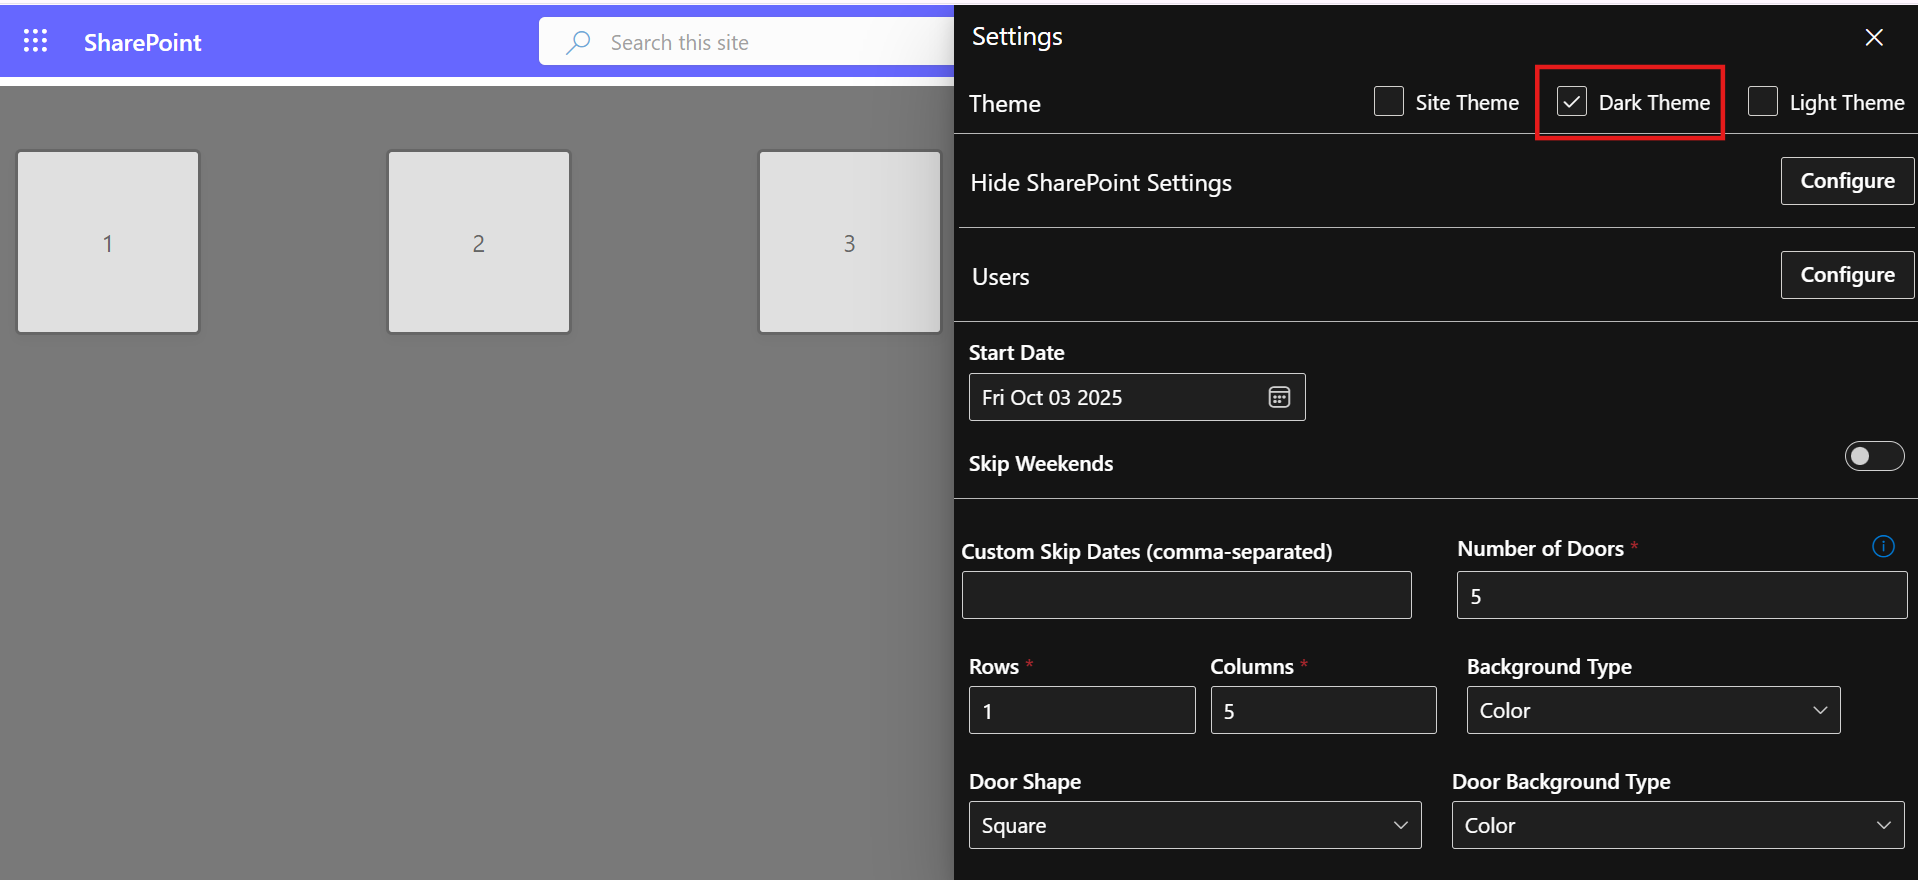 SharePoint
Search this site
1
2
3
Settings
Theme
Site Theme
Dark Theme
Light Theme
Hide SharePoint Settings
Configure
Users
Configure
Start Date
Fri Oct 03 2025
Skip Weekends
Custom Skip Dates (comma-separated)
Number of Doors *
5
Rows *
Columns *
Background Type
1
5
Color
Door Shape
Door Background Type
Square
Color